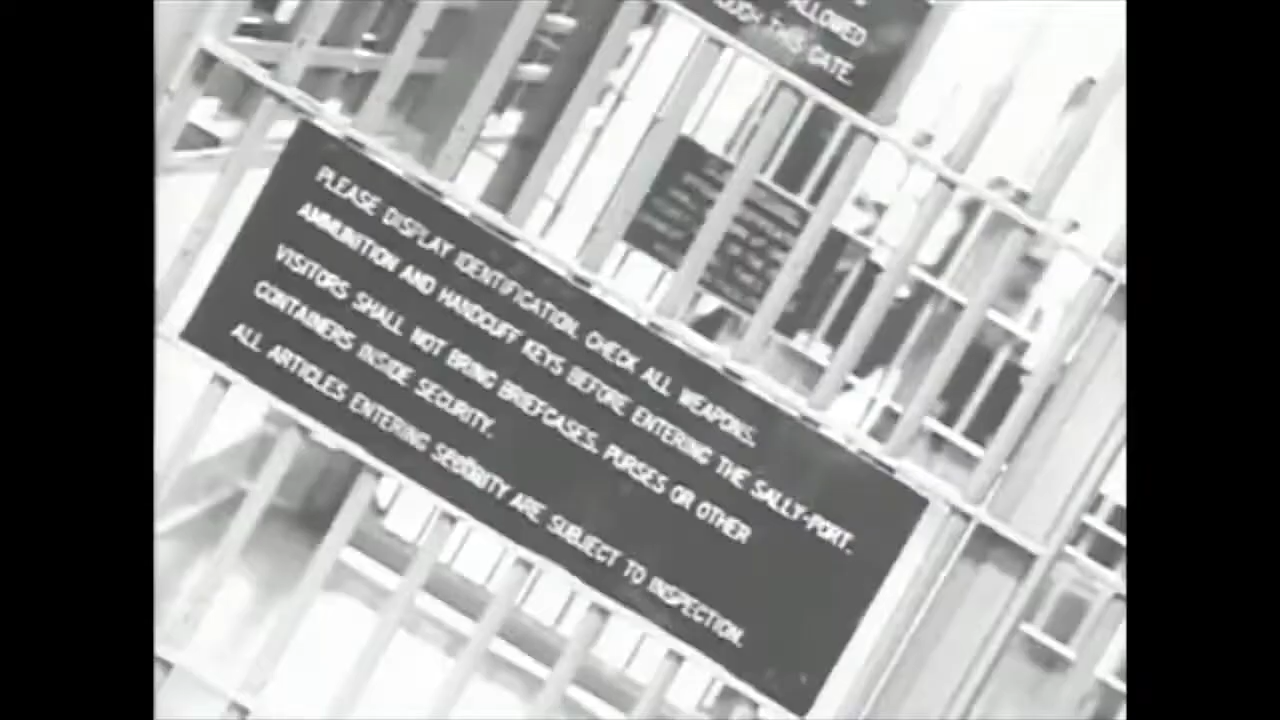 ALLOWED
THIS GATE.
PLEASE DISPLAY IDENTIFICATION. CHECK ALL WEAPONS,
AMMUNITION AND HANDCUFF KEYS BEFORE ENTERING THE SALLY-PORT.
VISITORS SHALL NOT BRING BRIEFCASES, PURSES OR OTHER
CONTAINERS INSIDE SECURITY.
ALL ARTICLES ENTERING SECURITY ARE SUBJECT TO INSPECTION.